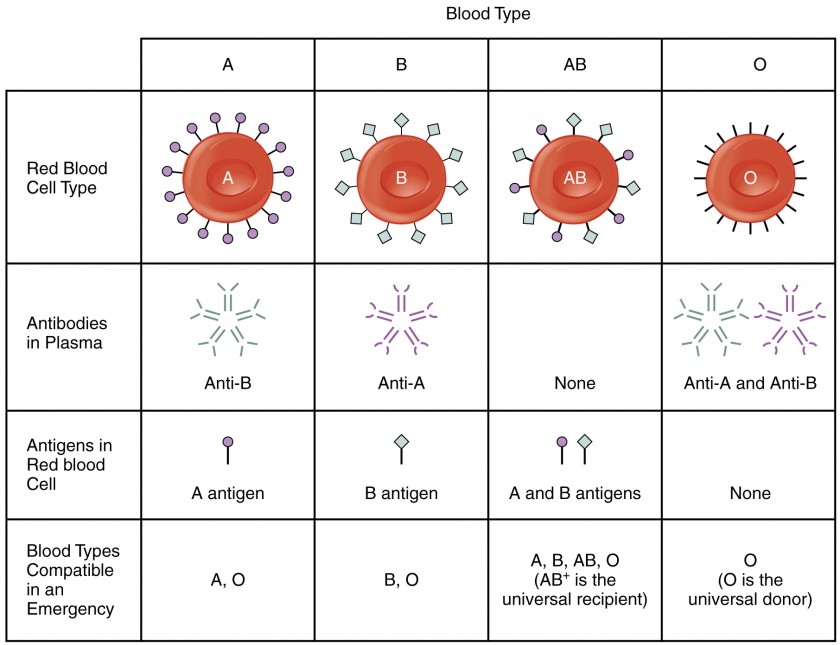 Blood Type
A
B
AB
O
Red Blood
Cell Type
A
B
AB
O
Antibodies
in Plasma
Anti-B
Anti-A
None
Anti-A and Anti-B
Antigens in
Red blood
Cell
A antigen
B antigen
A and B antigens
None
Blood Types
Compatible
in an
Emergency
A, O
B, O
A, B, AB, O
(AB⁺ is the
universal recipient)
O
(O is the
universal donor)